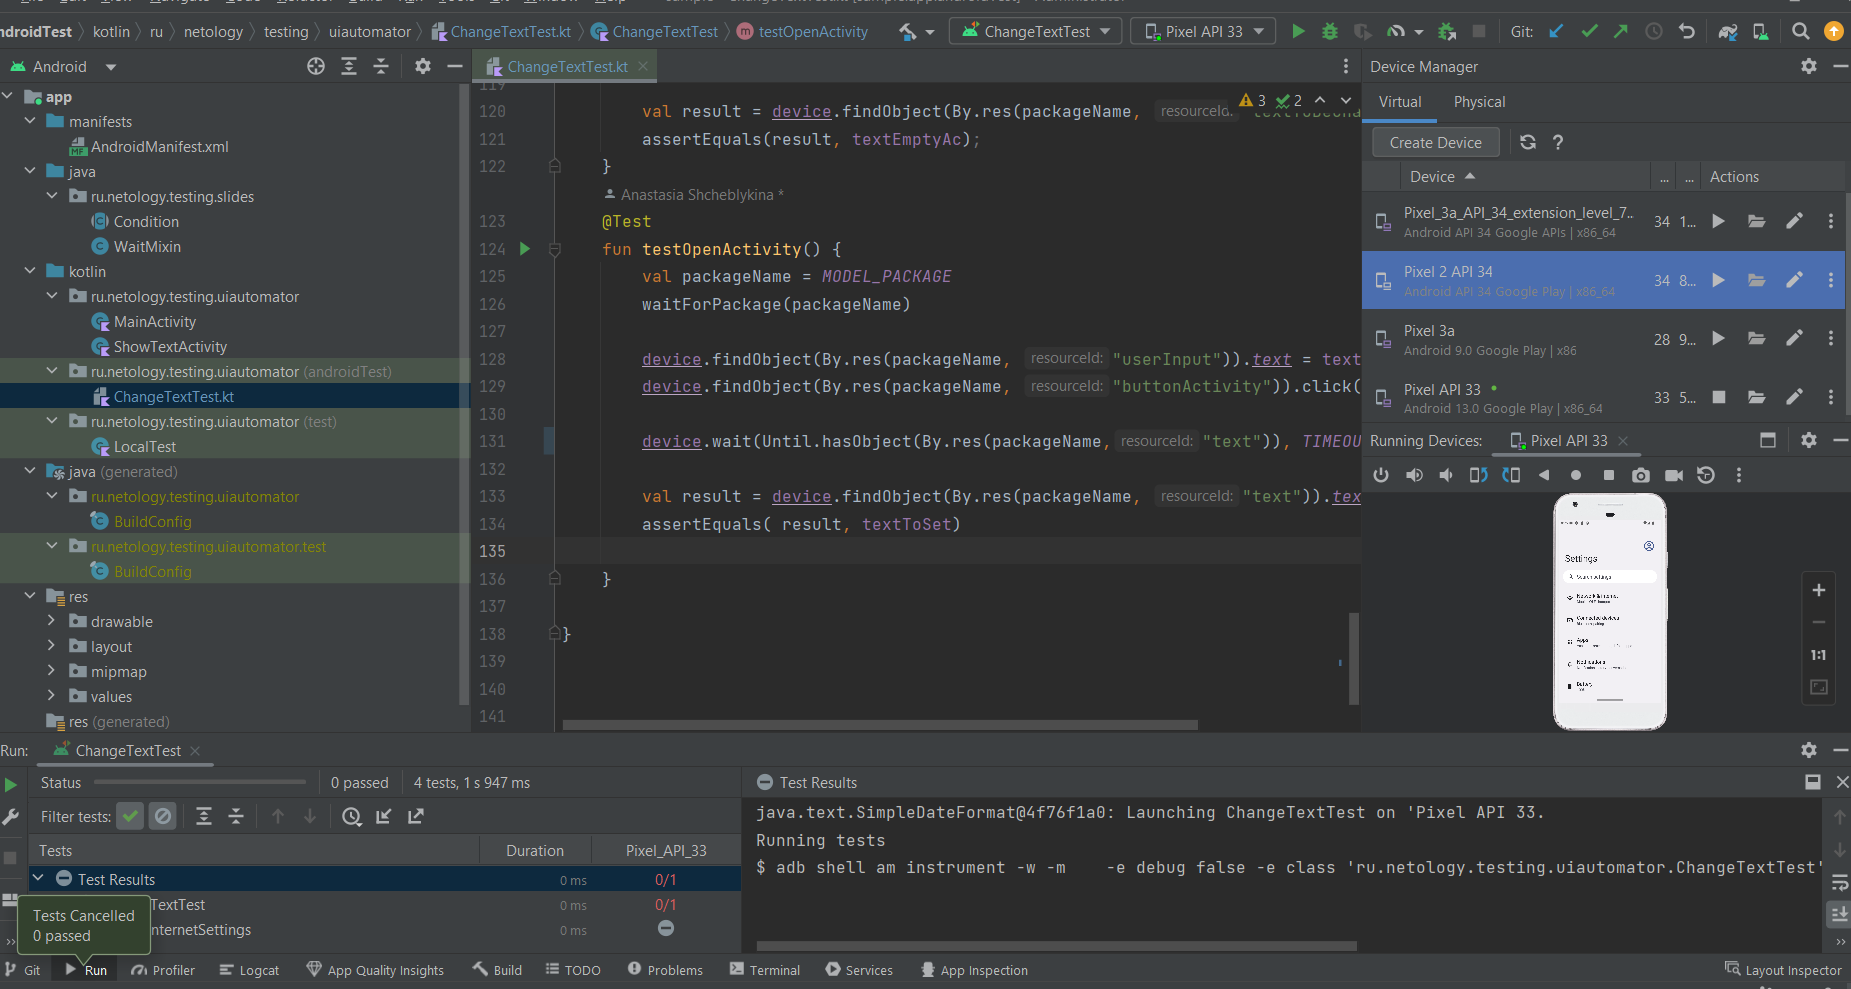 ndroidTest kotlin ru netology testing uiautomator ChangeTextTest.kt ChangeTextTest testOpenActivity ChangeTextTest Pixel API 33 Git:
Android
app
manifests
AndroidManifest.xml
java
ru.netology.testing.slides
Condition
WaitMixin
kotlin
ru.netology.testing.uiautomator
MainActivity
ShowTextActivity
ru.netology.testing.uiautomator (androidTest)
ChangeTextTest.kt
ru.netology.testing.uiautomator (test)
LocalTest
java (generated)
ru.netology.testing.uiautomator
BuildConfig
ru.netology.testing.uiautomator.test
BuildConfig
res
drawable
layout
mipmap
values
res (generated)
ChangeTextTest.kt
3 2
119
120 val result = device.findObject(By.res(packageName, resourceId:
121 assertEquals(result, textEmptyAc);
122 }
Anastasia Shcheblykina *
123 @Test
124 fun testOpenActivity() {
125 val packageName = MODEL_PACKAGE
126 waitForPackage(packageName)
127
128 device.findObject(By.res(packageName, resourceId: "userInput")).text = text
129 device.findObject(By.res(packageName, resourceId: "buttonActivity")).click(
130
131 device.wait(Until.hasObject(By.res(packageName, resourceId: "text")), TIMEOU
132
133 val result = device.findObject(By.res(packageName, resourceId: "text")).tex
134 assertEquals( result, textToSet)
135
136 }
137
138 }
139
140
141
Device Manager
Virtual Physical
Create Device ?
Device ... ... Actions
Pixel_3a_API_34_extension_level_7.. 34 1...
Android API 34 Google APIs | x86_64
Pixel 2 API 34 34 8...
Android API 34 Google Play | x86_64
Pixel 3a 28 9...
Android 9.0 Google Play | x86
Pixel API 33 33 5...
Android 13.0 Google Play | x86_64
Running Devices: Pixel API 33
Settings
Search settings
Network & internet
Connected devices
Apps
Notifications
Battery
1:1
Run: ChangeTextTest
Status 0 passed 4 tests, 1 s 947 ms
Filter tests:
Tests Duration Pixel_API_33
Test Results 0 ms 0/1
TextTest 0 ms 0/1
nternetSettings 0 ms
Tests Cancelled
0 passed
Test Results
java.text.SimpleDateFormat@4f76f1a0: Launching ChangeTextTest on 'Pixel API 33.
Running tests
$ adb shell am instrument -w -m -e debug false -e class 'ru.netology.testing.uiautomator.ChangeTextTest'
Git Run Profiler Logcat App Quality Insights Build TODO Problems Terminal Services App Inspection Layout Inspector